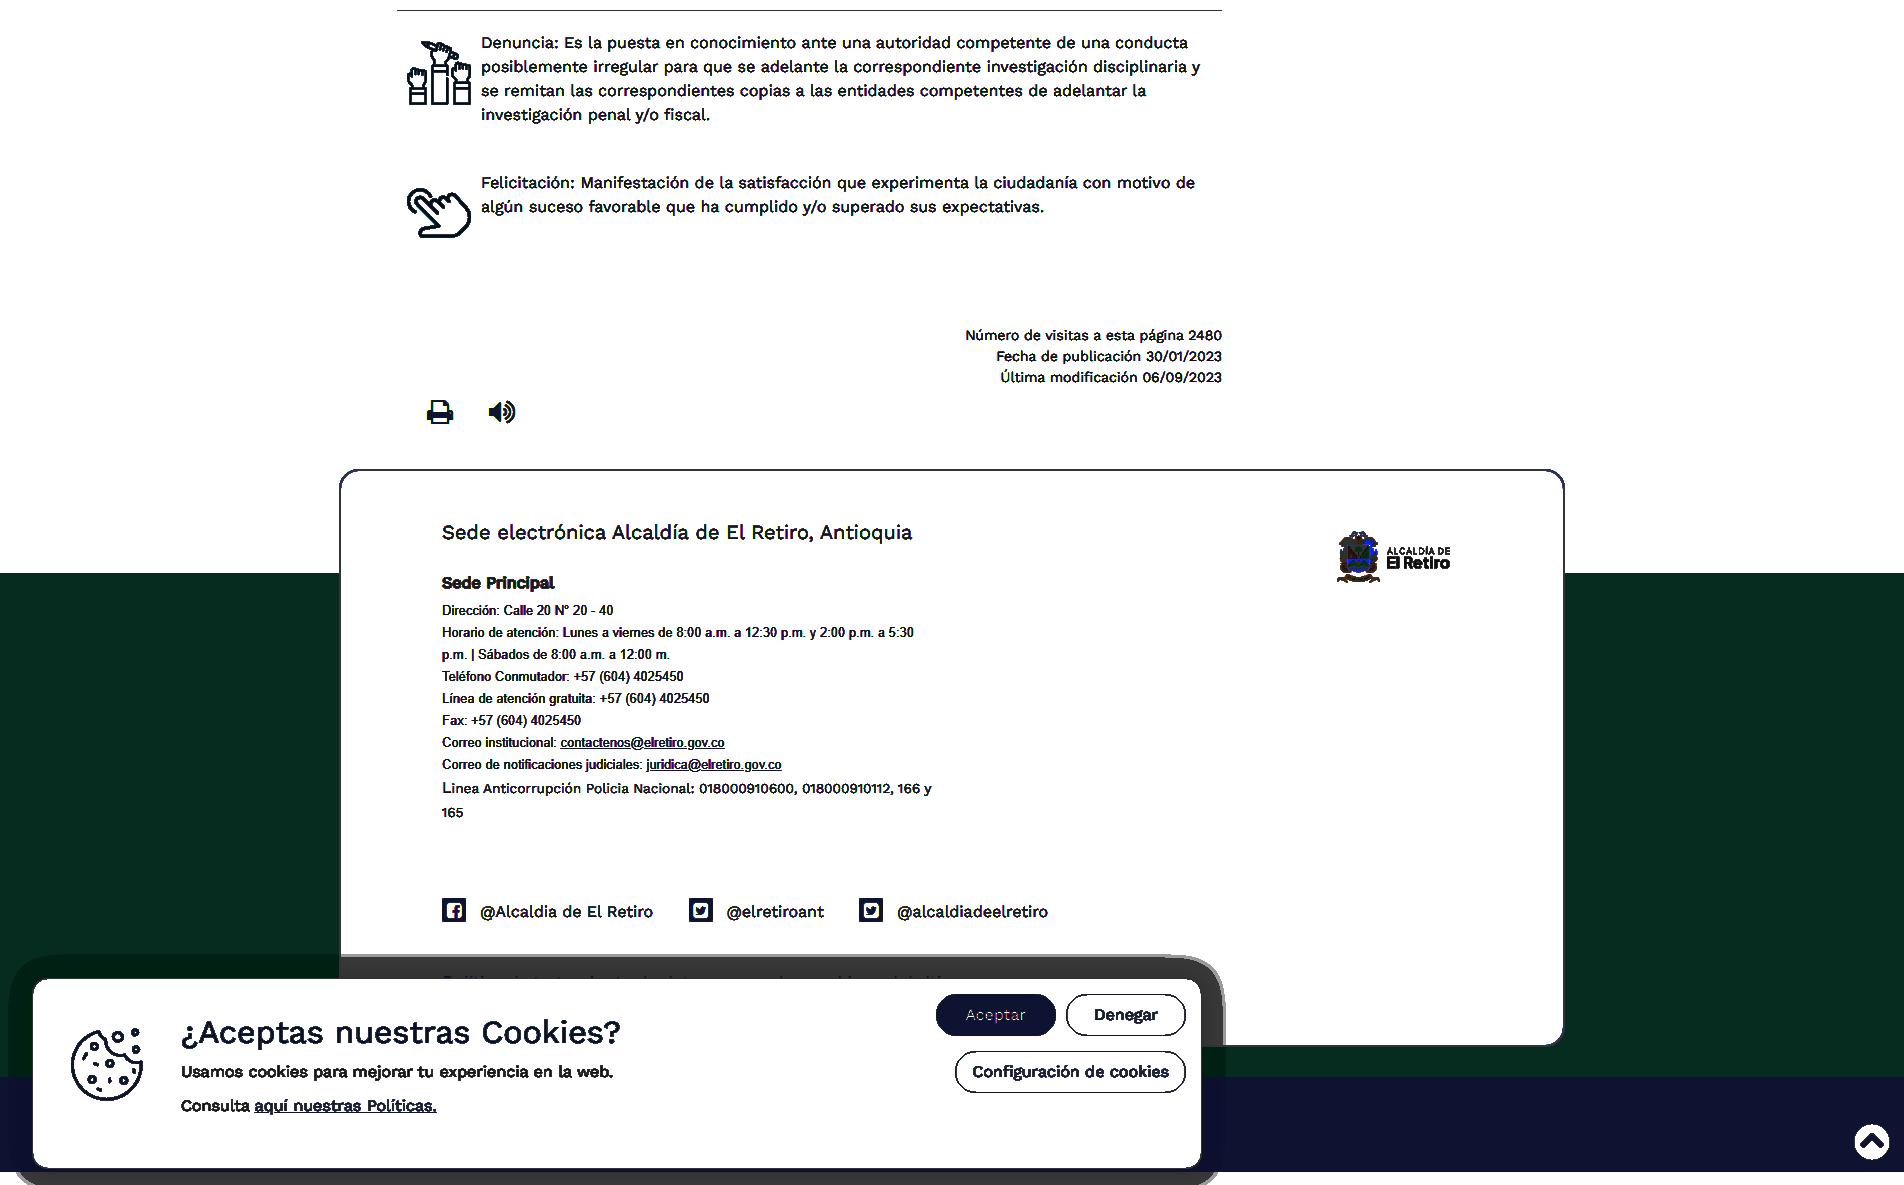 Denuncia: Es la puesta en conocimiento ante una autoridad competente de una conducta
posiblemente irregular para que se adelante la correspondiente investigación disciplinaria y
se remitan las correspondientes copias a las entidades competentes de adelantar la
investigación penal y/o fiscal.
Felicitación: Manifestación de la satisfacción que experimenta la ciudadanía con motivo de
algún suceso favorable que ha cumplido y/o superado sus expectativas.
Número de visitas a esta página 2480
Fecha de publicación 30/01/2023
Última modificación 06/09/2023
Sede electrónica Alcaldía de El Retiro, Antioquia
ALCALDÍA DE
El Retiro
Sede Principal
Dirección: Calle 20 N° 20 - 40
Horario de atención: Lunes a viernes de 8:00 a.m. a 12:30 p.m. y 2:00 p.m. a 5:30
p.m. | Sábados de 8:00 a.m. a 12:00 m.
Teléfono Conmutador: +57 (604) 4025450
Línea de atención gratuita: +57 (604) 4025450
Fax: +57 (604) 4025450
Correo institucional: contactenos@elretiro.gov.co
Correo de notificaciones judiciales: juridica@elretiro.gov.co
Linea Anticorrupción Policia Nacional: 018000910600, 018000910112, 166 y
165
@Alcaldia de El Retiro @elretiroant @alcaldiadeelretiro
¿Aceptas nuestras Cookies?
Usamos cookies para mejorar tu experiencia en la web.
Consulta aquí nuestras Políticas.
Aceptar Denegar
Configuración de cookies